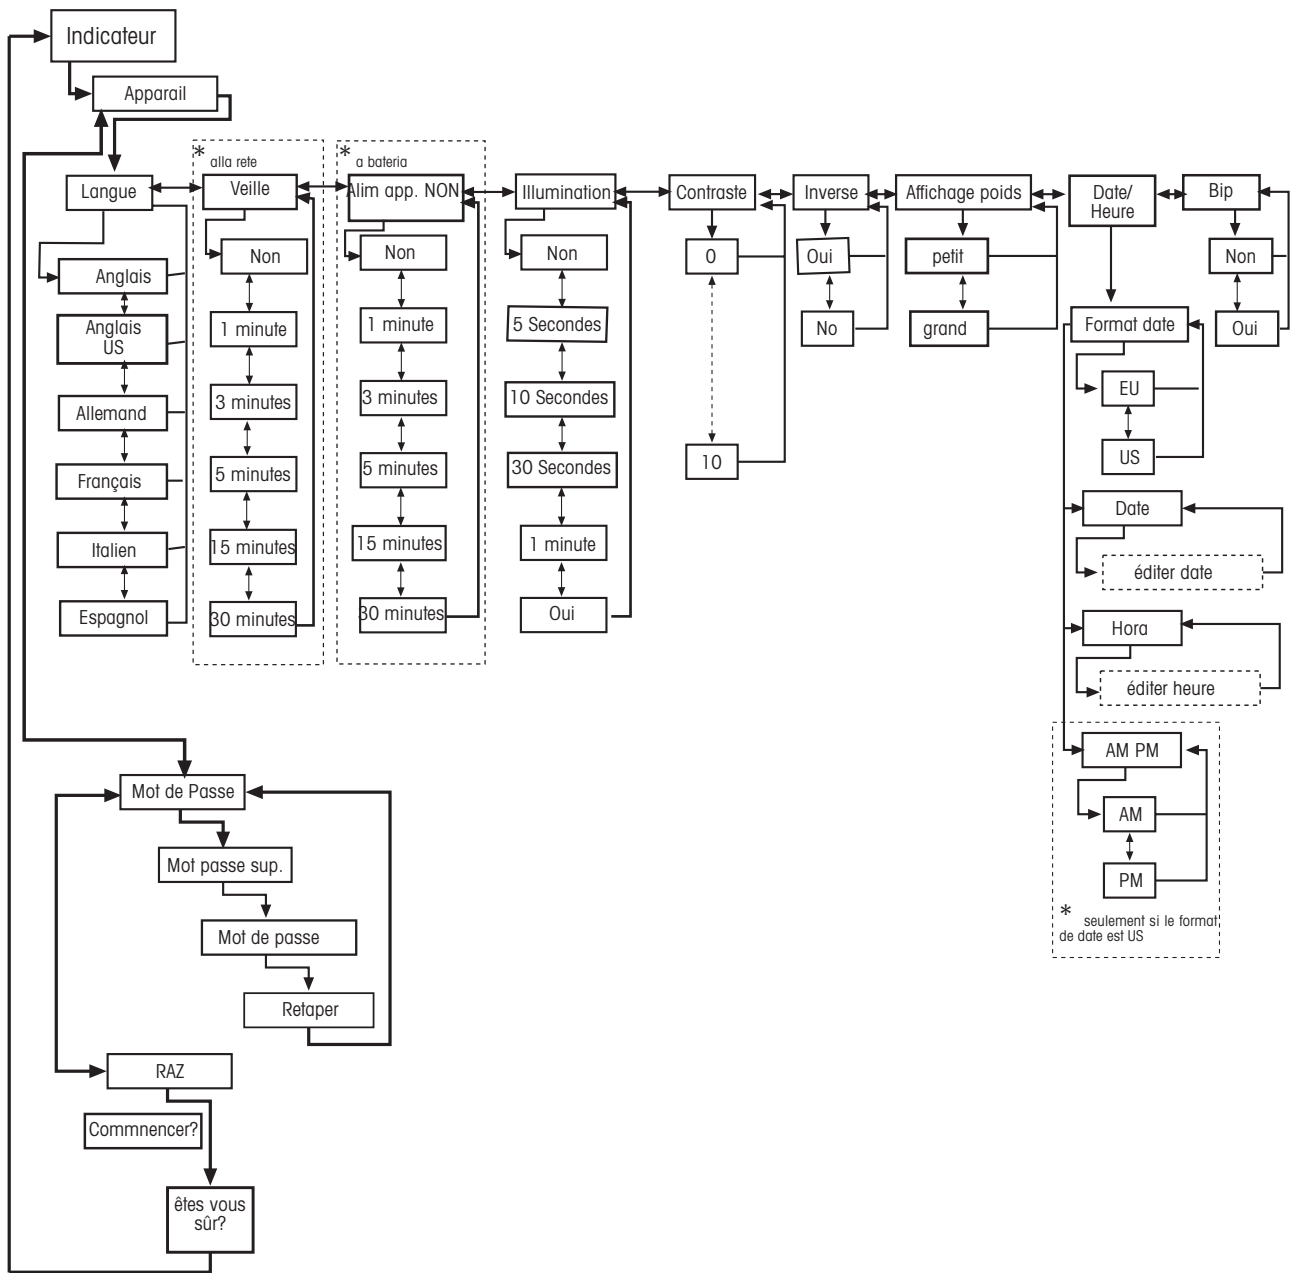 Indicateur
Apparail
* alla rete
* a bateria
Langue
Veille
Alim app. NON
Illumination
Contraste
Inverse
Affichage poids
Date/
Heure
Bip
Anglais
Anglais
US
Allemand
Français
Italien
Espagnol
Non
1 minute
3 minutes
5 minutes
15 minutes
30 minutes
Non
1 minute
3 minutes
5 minutes
15 minutes
30 minutes
Non
5 Secondes
10 Secondes
30 Secondes
1 minute
Oui
0
10
Oui
No
petit
grand
Format date
EU
US
Date
éditer date
Hora
éditer heure
AM PM
AM
PM
* seulement si le format
de date est US
Non
Oui
Mot de Passe
Mot passe sup.
Mot de passe
Retaper
RAZ
Commnencer?
êtes vous
sûr?